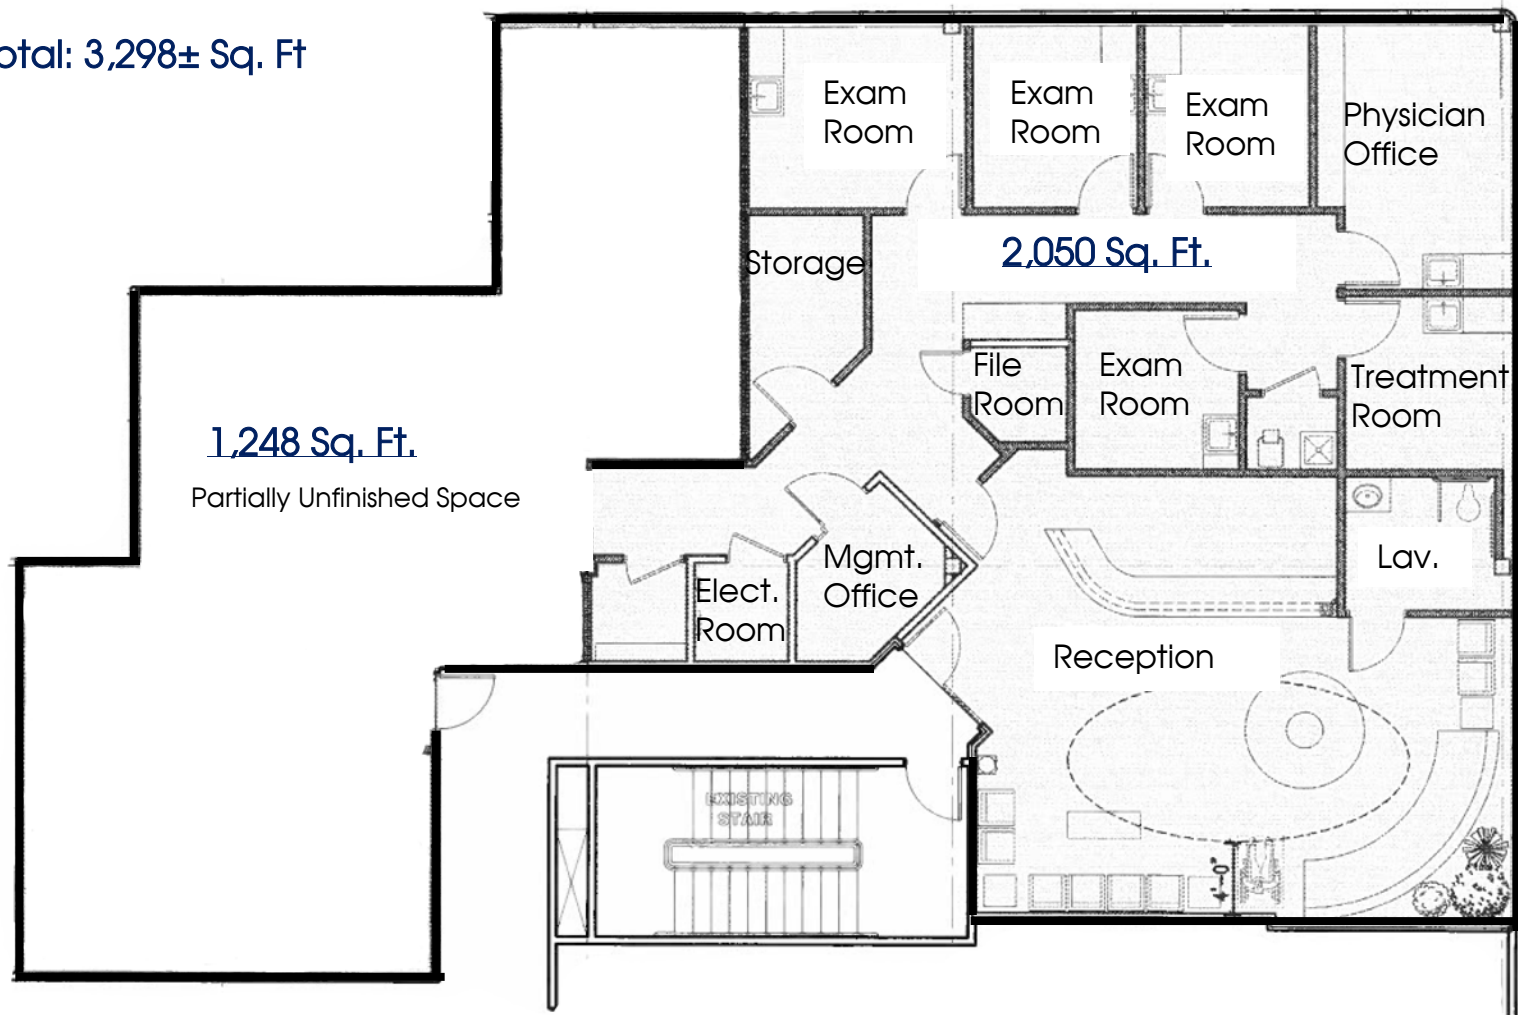 otal: 3,298± Sq. Ft
Exam
Room
Exam
Room
Exam
Room
Physician
Office
Storage
2,050 Sq. Ft.
File
Room
Exam
Room
Treatment
Room
1,248 Sq. Ft.
Partially Unfinished Space
Mgmt.
Office
Lav.
Elect.
Room
Reception
EXISTING
STAIR
4'-0"